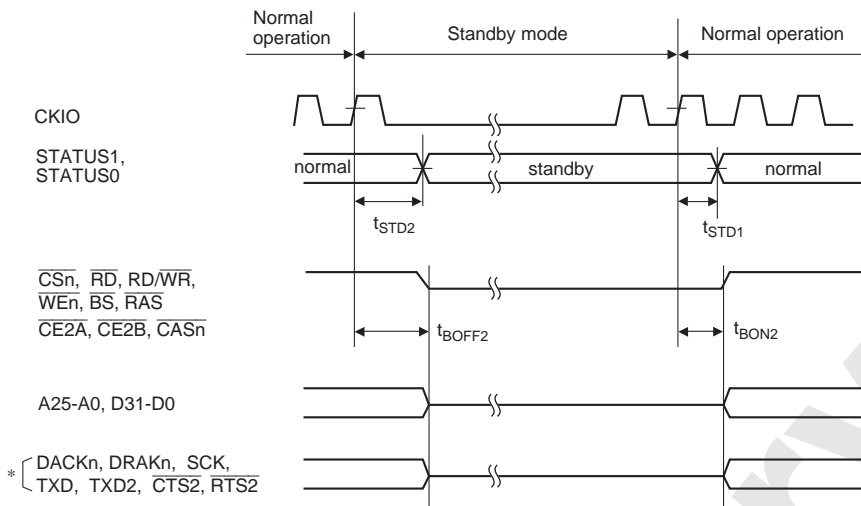 Normal
operation
Standby mode
Normal operation
CKIO
STATUS1,
STATUS0
normal
standby
normal
tSTD2
tSTD1
CSn, RD, RD/WR,
WEn, BS, RAS
CE2A, CE2B, CASn
tBOFF2
tBON2
A25-A0, D31-D0
* DACKn, DRAKn, SCK,
TXD, TXD2, CTS2, RTS2